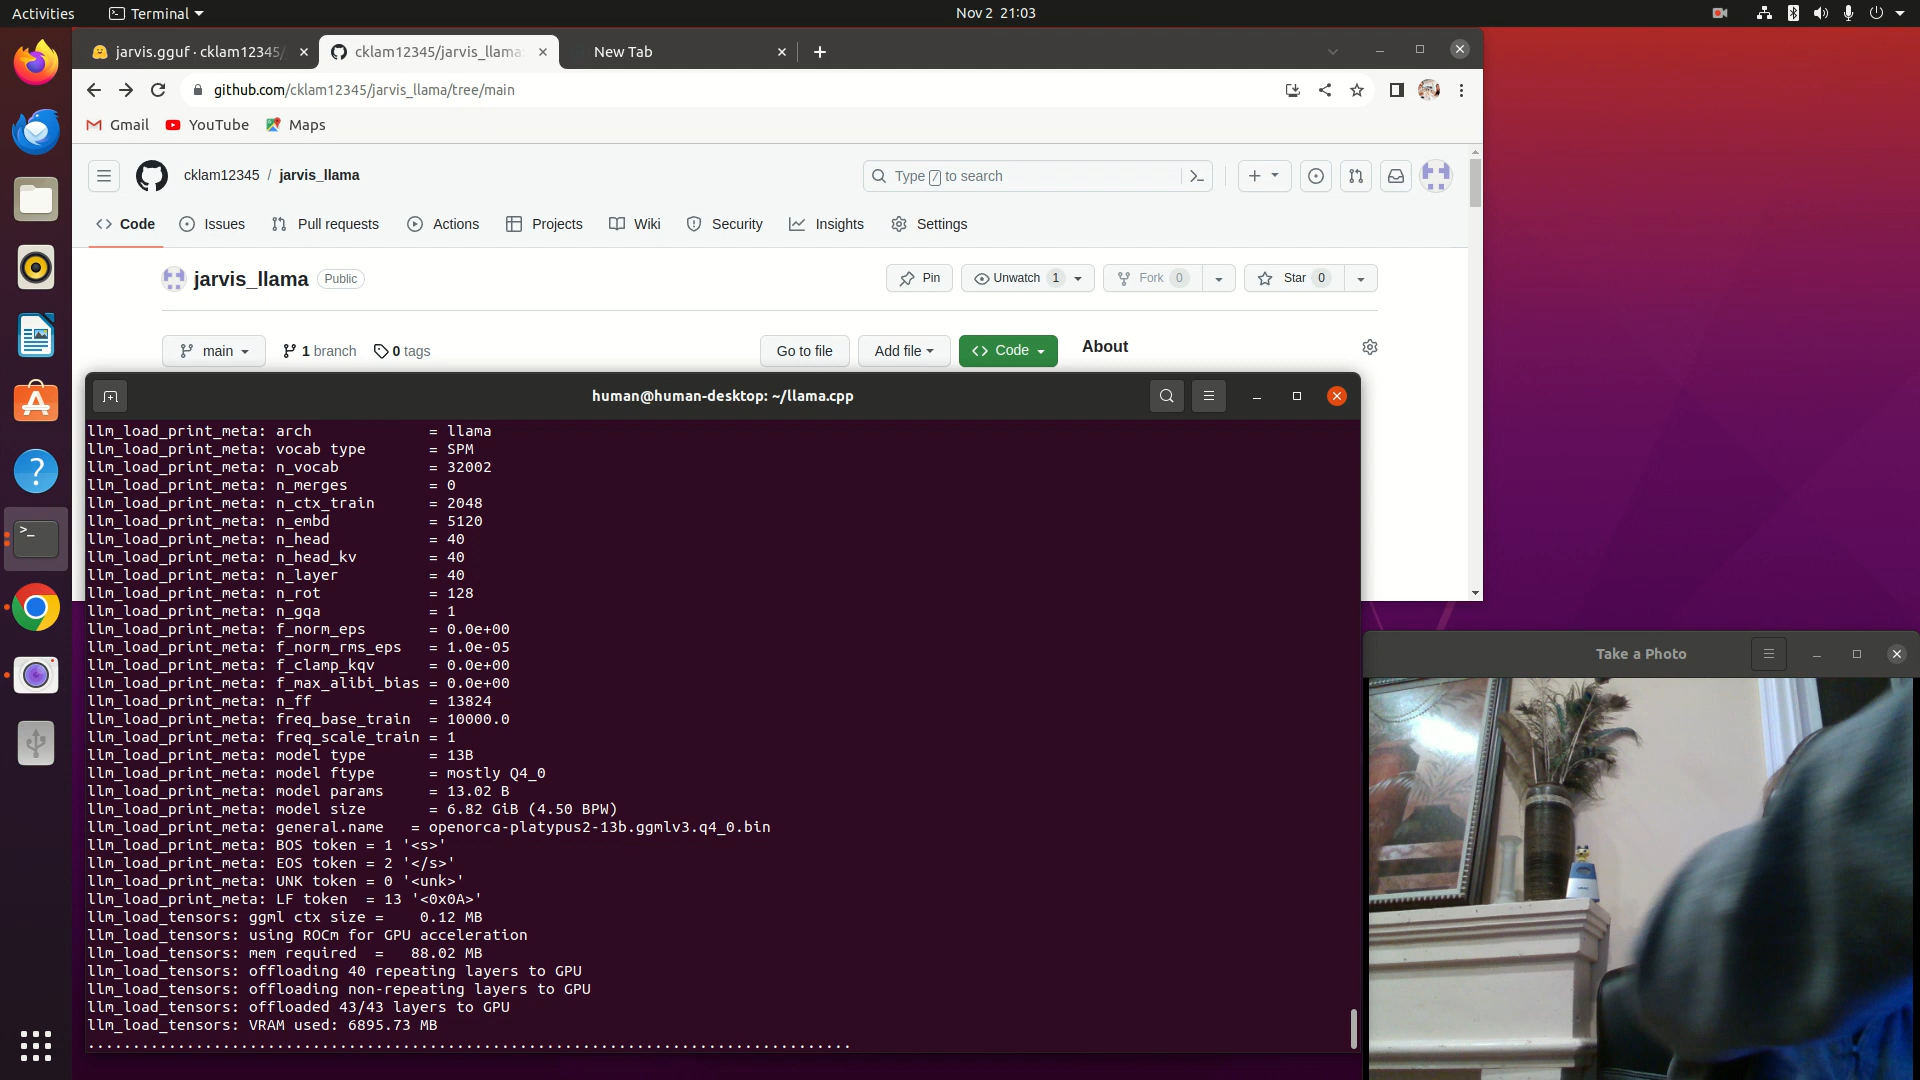 Activities
Terminal
Nov 2 21:03
jarvis.gguf · cklam12345/
cklam12345/jarvis_llama
New Tab
github.com/cklam12345/jarvis_llama/tree/main
Gmail
YouTube
Maps
cklam12345 / jarvis_llama
Type / to search
Code
Issues
Pull requests
Actions
Projects
Wiki
Security
Insights
Settings
jarvis_llama
Public
Pin
Unwatch 1
Fork 0
Star 0
main
1 branch
0 tags
Go to file
Add file
Code
About
human@human-desktop: ~/llama.cpp
llm_load_print_meta: arch             = llama
llm_load_print_meta: vocab type       = SPM
llm_load_print_meta: n_vocab          = 32002
llm_load_print_meta: n_merges         = 0
llm_load_print_meta: n_ctx_train      = 2048
llm_load_print_meta: n_embd           = 5120
llm_load_print_meta: n_head           = 40
llm_load_print_meta: n_head_kv        = 40
llm_load_print_meta: n_layer          = 40
llm_load_print_meta: n_rot            = 128
llm_load_print_meta: n_gqa            = 1
llm_load_print_meta: f_norm_eps       = 0.0e+00
llm_load_print_meta: f_norm_rms_eps   = 1.0e-05
llm_load_print_meta: f_clamp_kqv      = 0.0e+00
llm_load_print_meta: f_max_alibi_bias = 0.0e+00
llm_load_print_meta: n_ff             = 13824
llm_load_print_meta: freq_base_train  = 10000.0
llm_load_print_meta: freq_scale_train = 1
llm_load_print_meta: model type       = 13B
llm_load_print_meta: model ftype      = mostly Q4_0
llm_load_print_meta: model params     = 13.02 B
llm_load_print_meta: model size       = 6.82 GiB (4.50 BPW)
llm_load_print_meta: general.name   = openorca-platypus2-13b.ggmlv3.q4_0.bin
llm_load_print_meta: BOS token = 1 '<s>'
llm_load_print_meta: EOS token = 2 '</s>'
llm_load_print_meta: UNK token = 0 '<unk>'
llm_load_print_meta: LF token  = 13 '<0x0A>'
llm_load_tensors: ggml ctx size =    0.12 MB
llm_load_tensors: using ROCm for GPU acceleration
llm_load_tensors: mem required  =   88.02 MB
llm_load_tensors: offloading 40 repeating layers to GPU
llm_load_tensors: offloading non-repeating layers to GPU
llm_load_tensors: offloaded 43/43 layers to GPU
llm_load_tensors: VRAM used: 6895.73 MB
.....................................................................................
Take a Photo